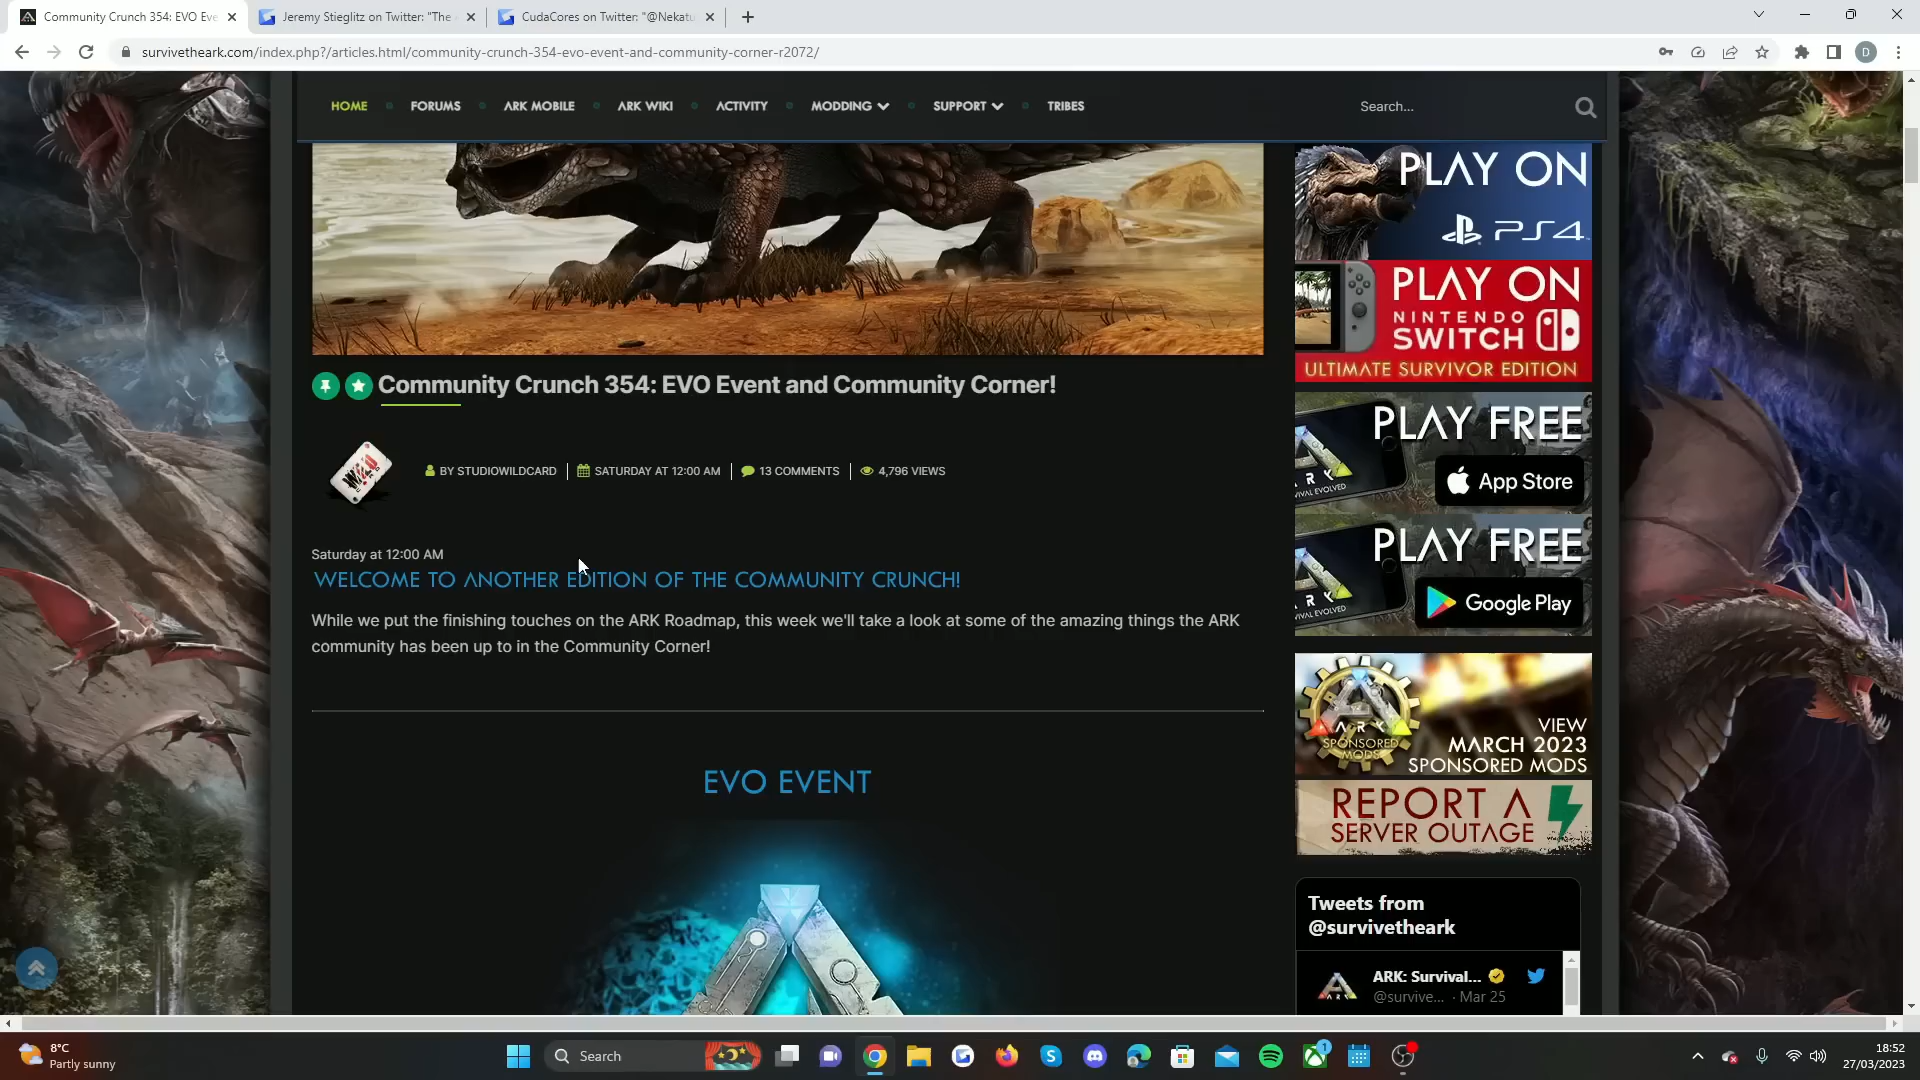 Community Crunch 354: EVO Eve
Jeremy Stieglitz on Twitter: "The
CudaCores on Twitter: "@Nekatu
D
survivetheark.com/index.php?/articles.html/community-crunch-354-evo-event-and-community-corner-r2072/
HOME
FORUMS
ARK MOBILE
ARK WIKI
ACTIVITY
MODDING
SUPPORT
TRIBES
Search...
PLAY ON
PS4
PLAY ON
NINTENDO
SWITCH
ULTIMATE SURVIVOR EDITION
Community Crunch 354: EVO Event and Community Corner!
PLAY FREE
App Store
BY STUDIOWILDCARD
SATURDAY AT 12:00 AM
13 COMMENTS
4,796 VIEWS
PLAY FREE
Google Play
Saturday at 12:00 AM
WELCOME TO ANOTHER EDITION OF THE COMMUNITY CRUNCH!
While we put the finishing touches on the ARK Roadmap, this week we'll take a look at some of the amazing things the ARK
community has been up to in the Community Corner!
ARK
SPONSORED
MODS
VIEW
MARCH 2023
SPONSORED MODS
EVO EVENT
REPORT A
SERVER OUTAGE
Tweets from
@survivetheark
ARK: Survival...
@survive... · Mar 25
8°C
Partly sunny
Search
1
18:52
27/03/2023